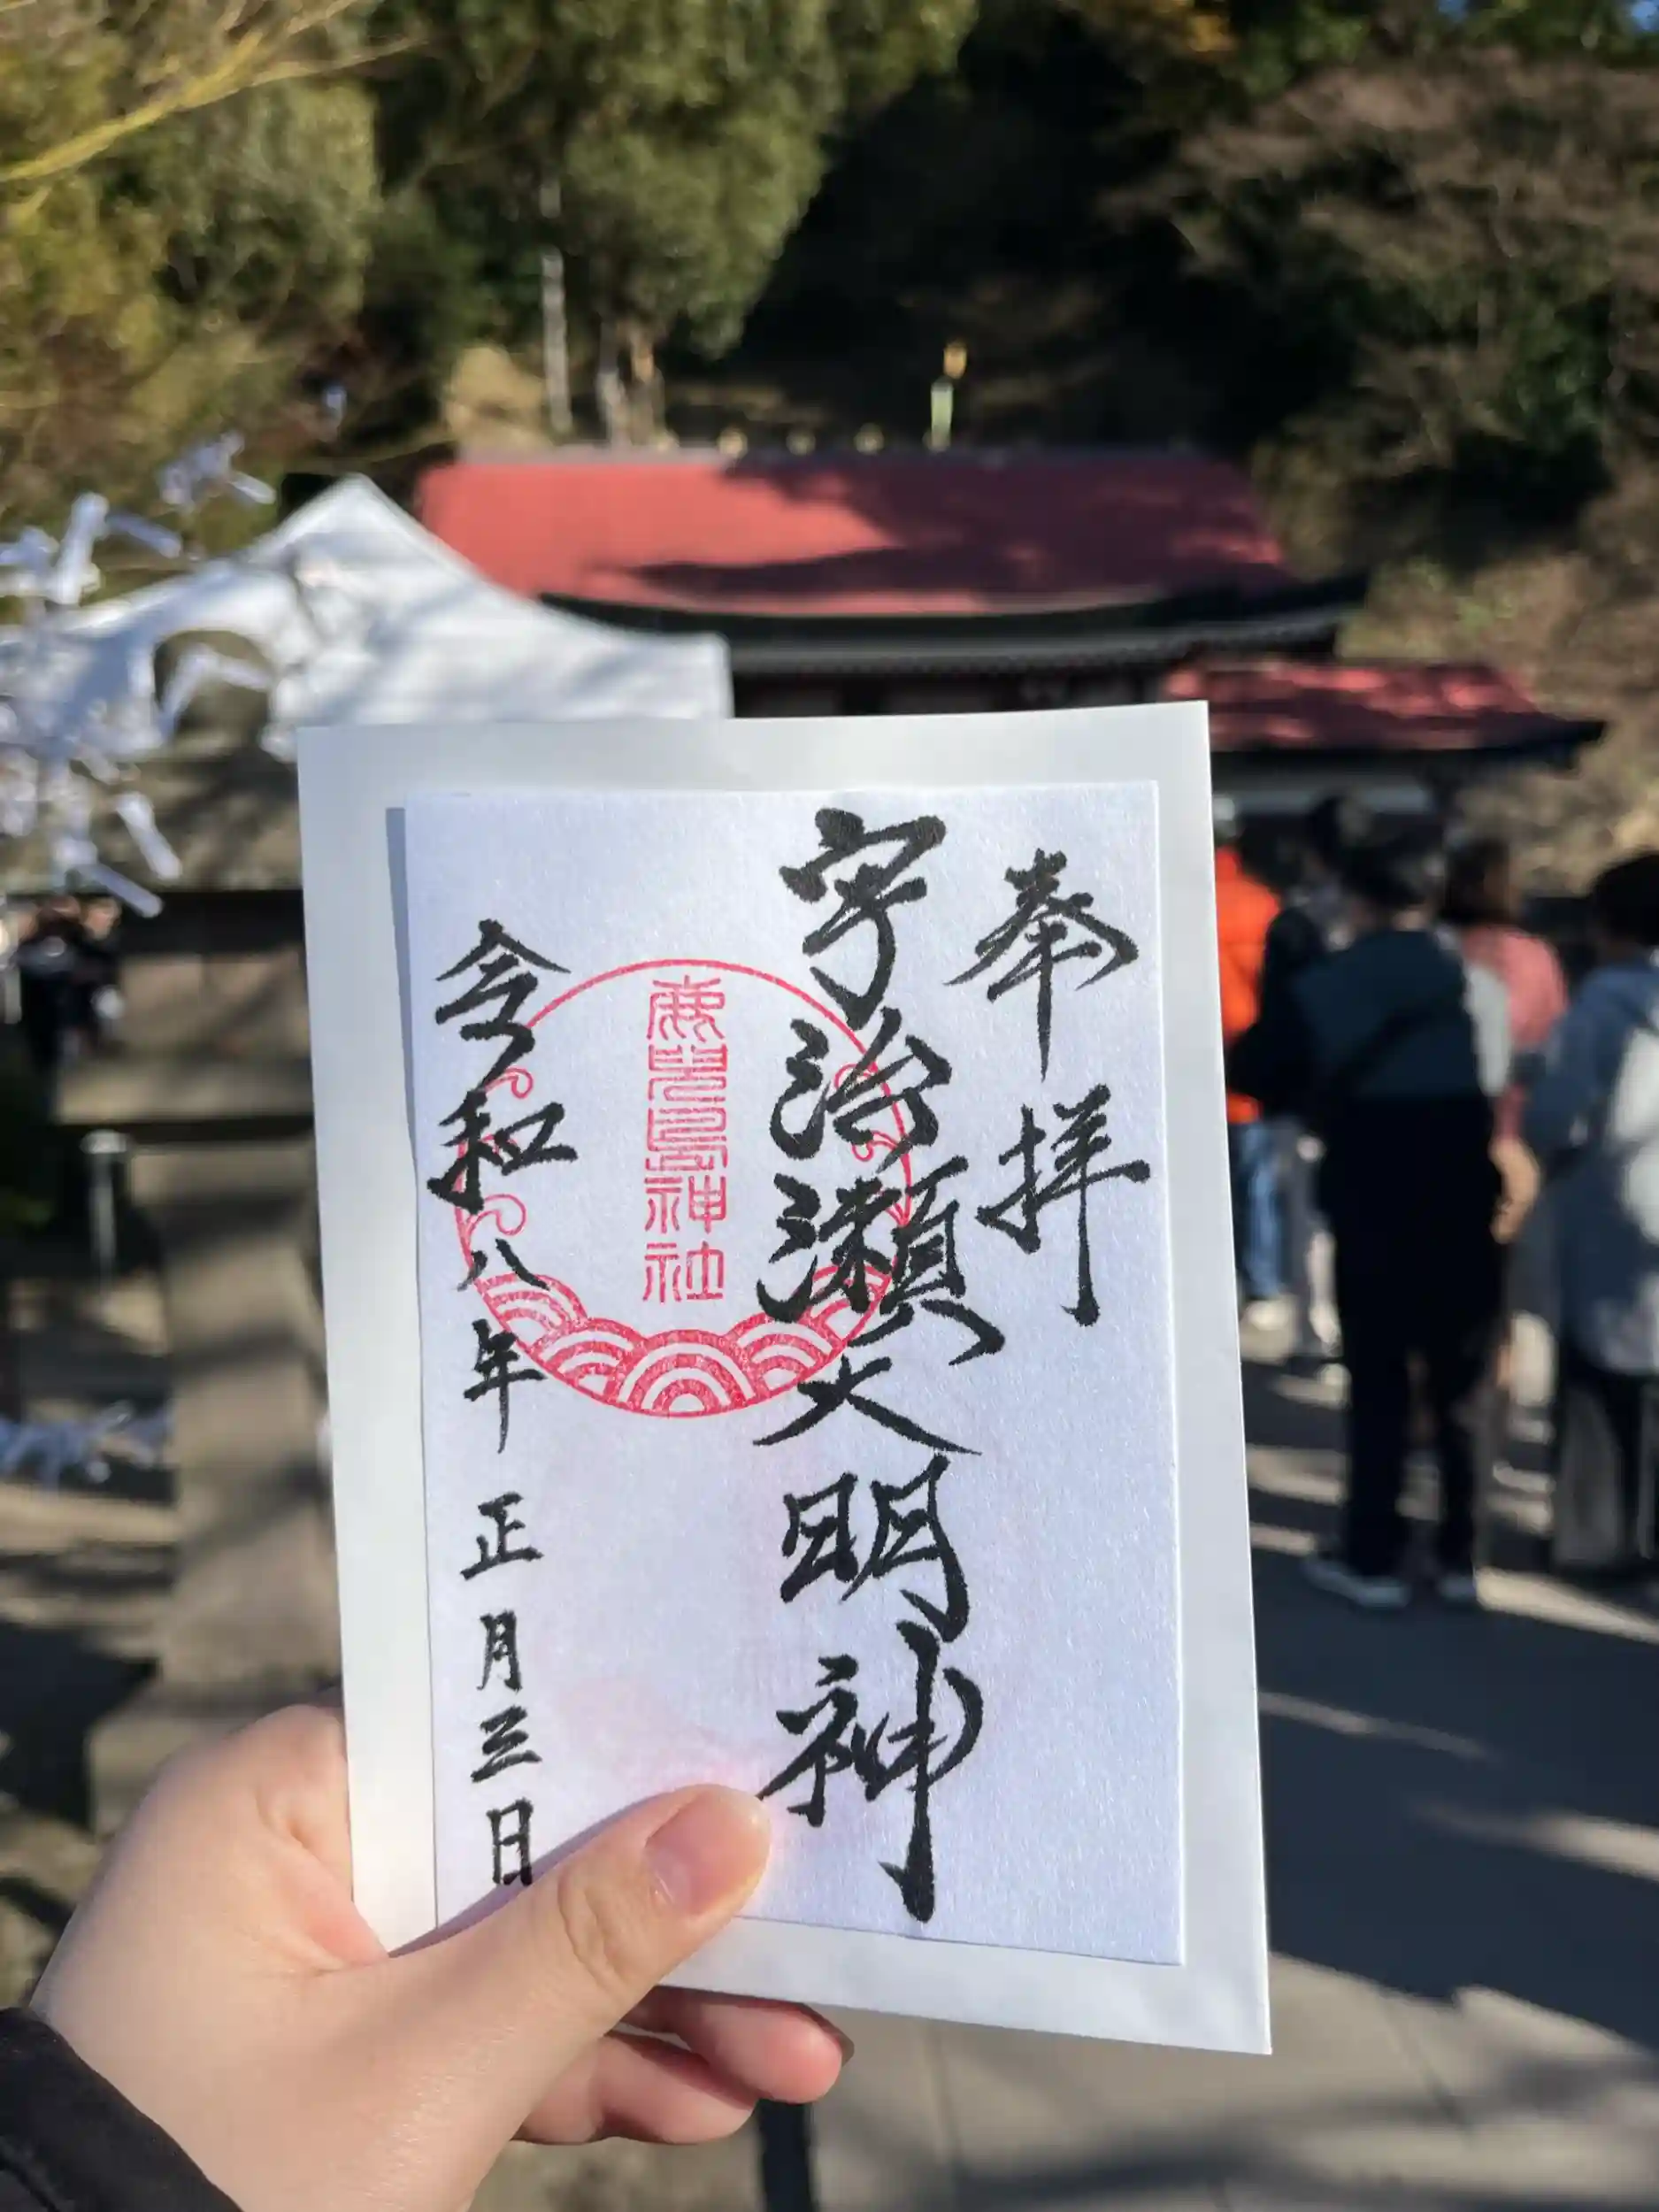 奉拝
宇治瀬大明神
鹿児島神社
令和八年正月三日